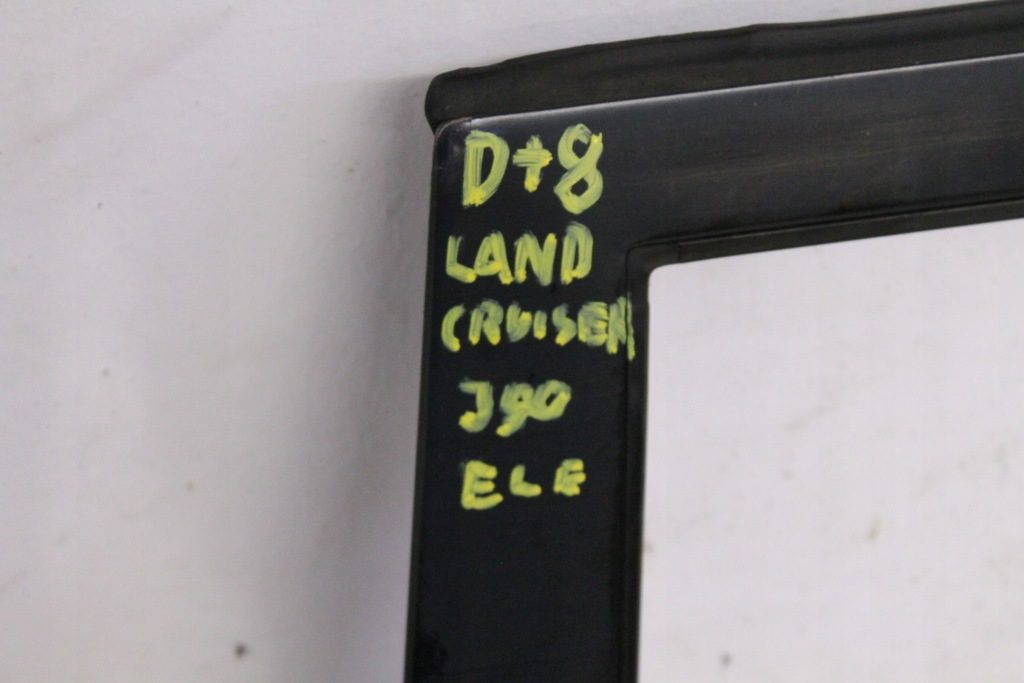 D+8
LAND
CRUISER
J90
ELE